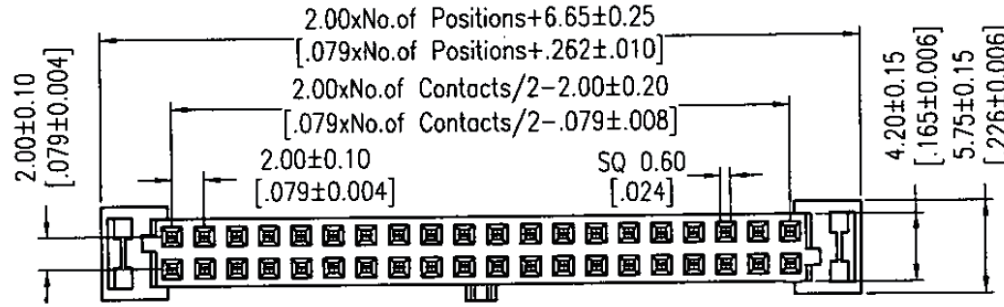 2.00xNo.of Positions+6.65±0.25
[.079xNo.of Positions+.262±.010]
2.00xNo.of Contacts/2-2.00±0.20
[.079xNo.of Contacts/2-.079±.008]
2.00±0.10
[.079±0.004]
2.00±0.10
[.079±0.004]
SQ 0.60
[.024]
4.20±0.15
[.165±0.006]
5.75±0.15
[.226±0.006]